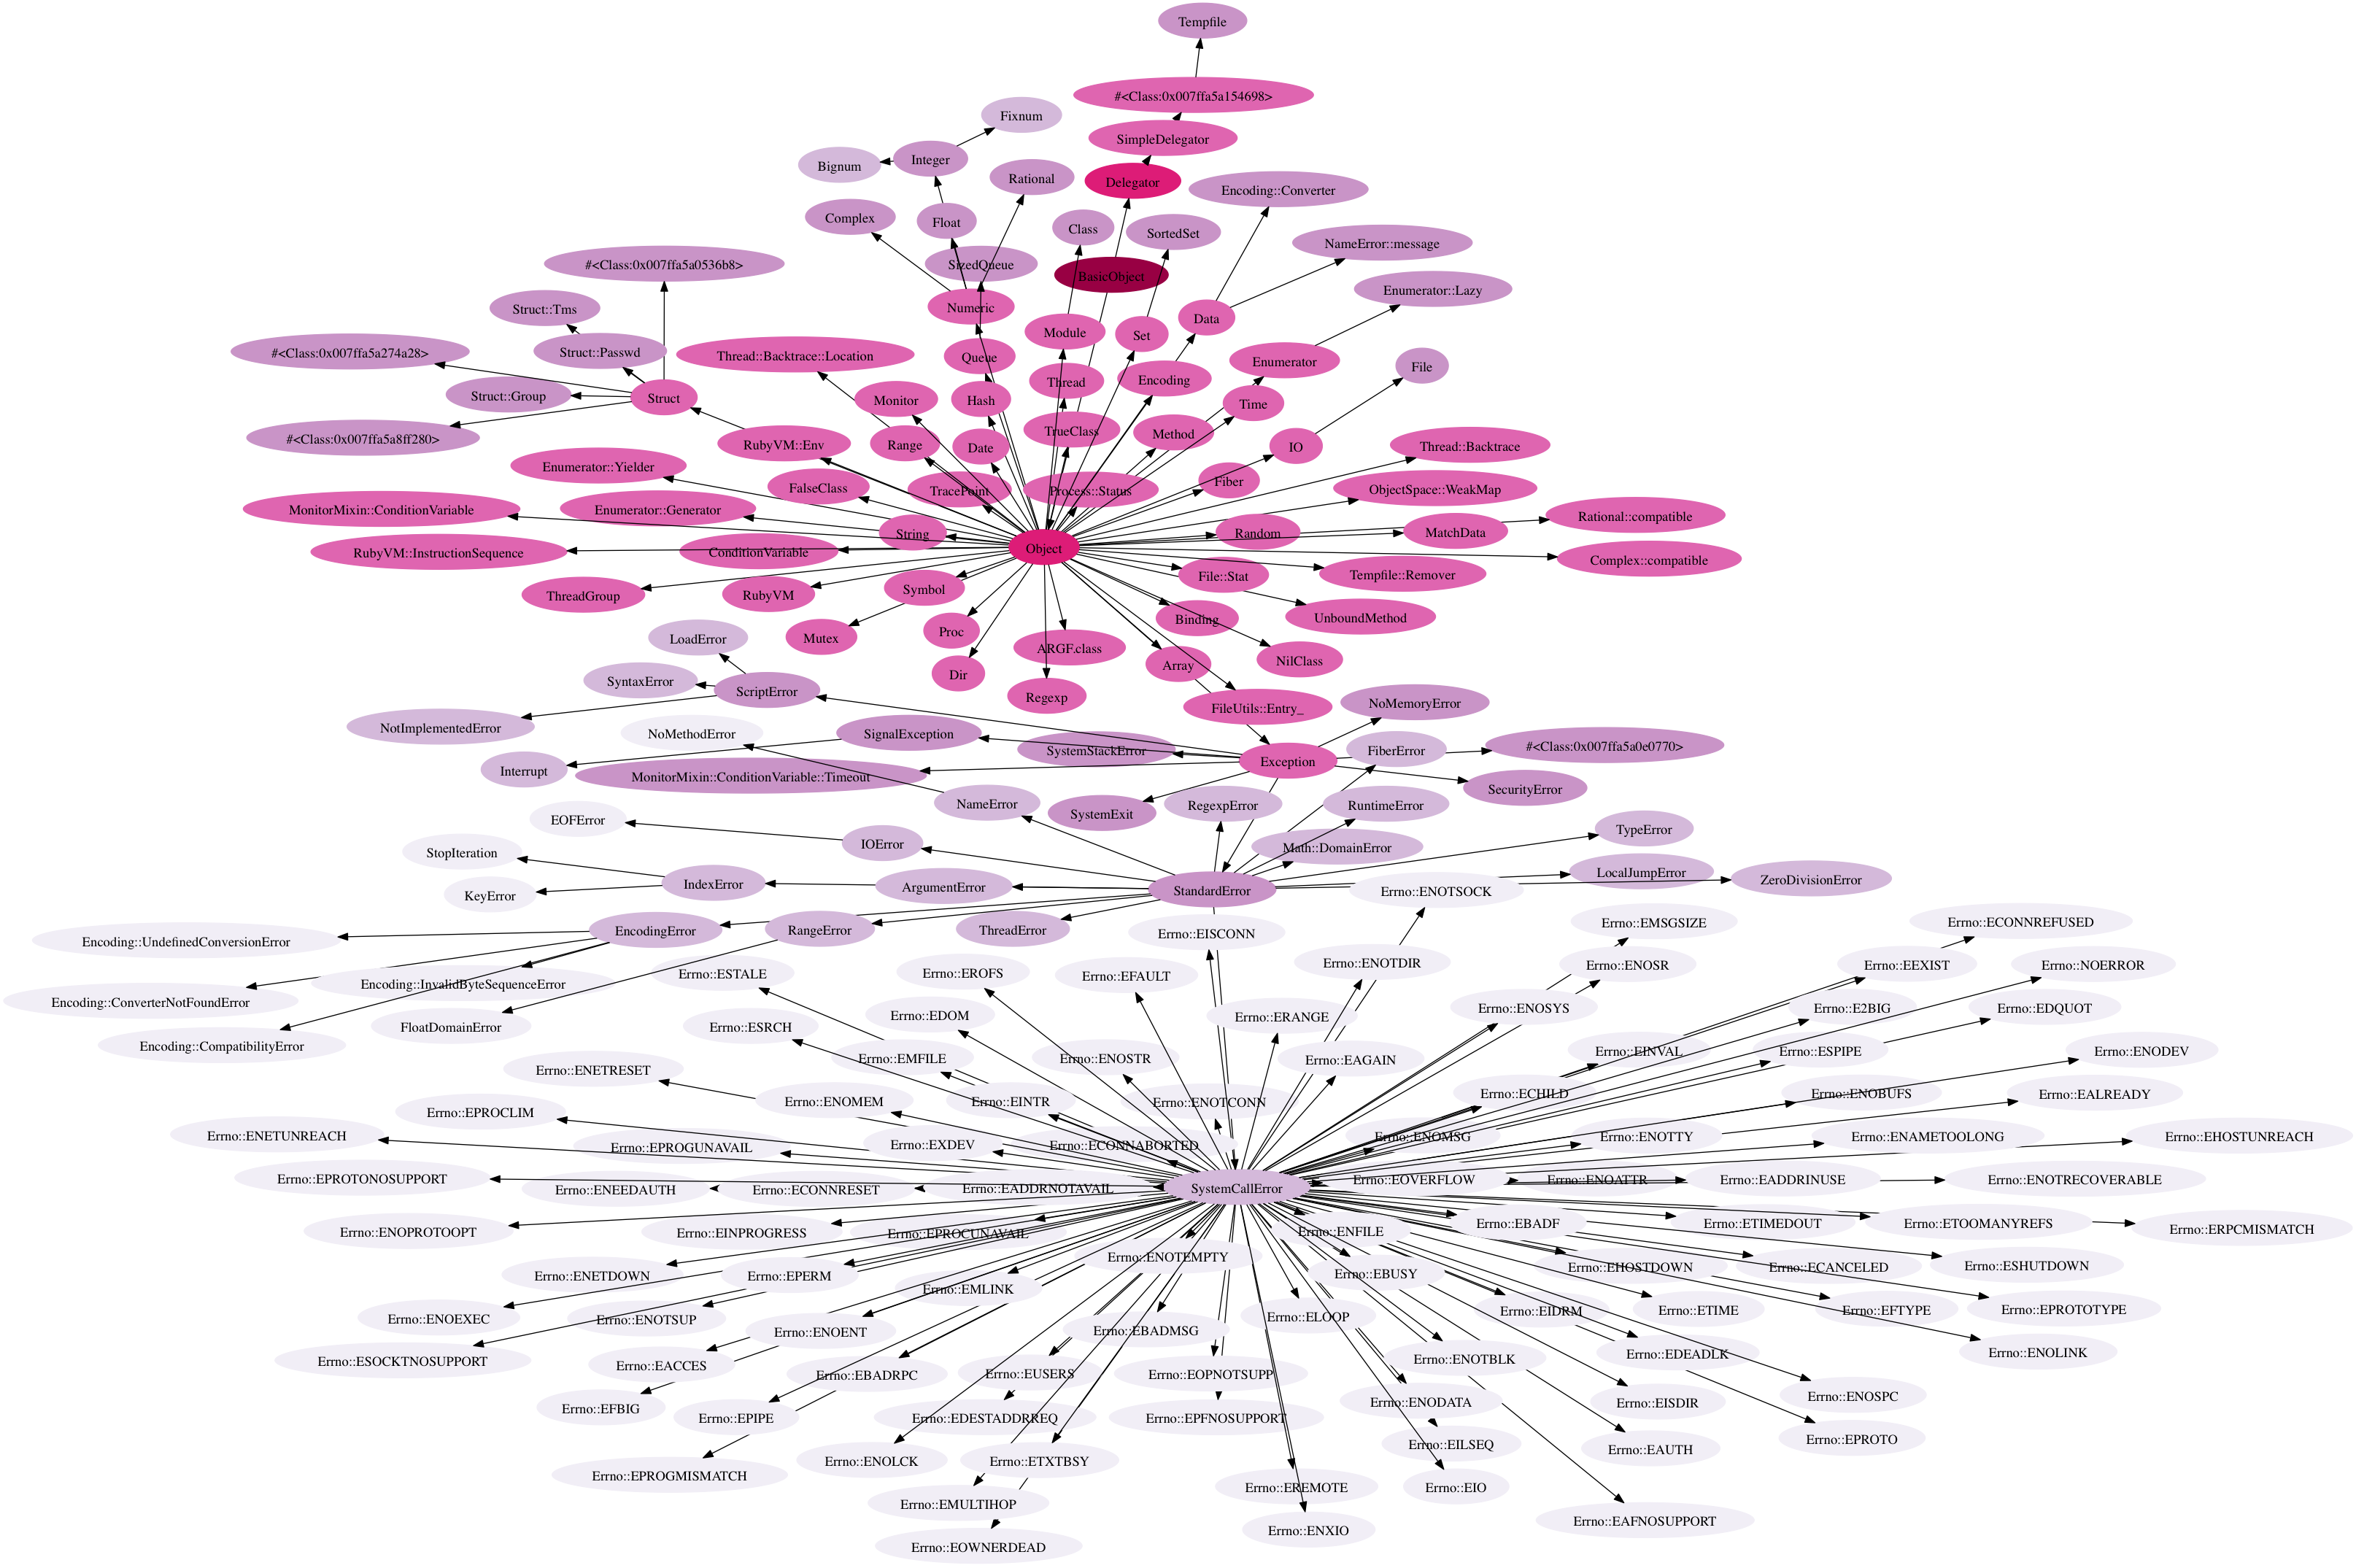 Tempfile
#<Class:0x007ffa5a154698>
Fixnum
SimpleDelegator
Integer
Bignum
Rational
Delegator
Encoding::Converter
Complex
Float
Class
SortedSet
NameError::message
#<Class:0x007ffa5a0536b8>
SizedQueue
BasicObject
Enumerator::Lazy
Struct::Tms
Numeric
Data
Module
Set
#<Class:0x007ffa5a274a28>
Struct::Passwd
Thread::Backtrace::Location
Queue
Enumerator
File
Thread
Encoding
Struct::Group
Struct
Monitor
Hash
Time
#<Class:0x007ffa5a8ff280>
RubyVM::Env
Range
Date
TrueClass
Method
IO
Thread::Backtrace
Enumerator::Yielder
FalseClass
TracePoint
Process::Status
Fiber
ObjectSpace::WeakMap
MonitorMixin::ConditionVariable
Enumerator::Generator
Rational::compatible
String
Random
MatchData
RubyVM::InstructionSequence
ConditionVariable
Object
Complex::compatible
ThreadGroup
RubyVM
Symbol
File::Stat
Tempfile::Remover
Binding
UnboundMethod
LoadError
Mutex
Proc
ARGF.class
Array
NilClass
SyntaxError
ScriptError
Dir
Regexp
FileUtils::Entry_
NoMemoryError
NotImplementedError
NoMethodError
SignalException
SystemStackError
FiberError
#<Class:0x007ffa5a0e0770>
Interrupt
MonitorMixin::ConditionVariable::Timeout
Exception
SecurityError
NameError
SystemExit
RegexpError
RuntimeError
EOFError
TypeError
IOError
Math::DomainError
StopIteration
LocalJumpError
ZeroDivisionError
KeyError
IndexError
ArgumentError
StandardError
Errno::ENOTSOCK
Encoding::UndefinedConversionError
EncodingError
RangeError
ThreadError
Errno::EISCONN
Errno::EMSGSIZE
Errno::ECONNREFUSED
Errno::ENOTDIR
Errno::ENOSR
Errno::EEXIST
Errno::NOERROR
Errno::ESTALE
Errno::EROFS
Errno::EFAULT
Encoding::InvalidByteSequenceError
Encoding::ConverterNotFoundError
Errno::ENOSYS
Errno::E2BIG
Errno::EDQUOT
FloatDomainError
Errno::ESRCH
Errno::EDOM
Errno::ERANGE
Encoding::CompatibilityError
Errno::EMFILE
Errno::ENOSTR
Errno::EAGAIN
Errno::EINVAL
Errno::ESPIPE
Errno::ENODEV
Errno::ENETRESET
Errno::ENOMEM
Errno::EINTR
Errno::ENOTCONN
Errno::ECHILD
Errno::ENOBUFS
Errno::EALREADY
Errno::EPROCLIM
Errno::ENETUNREACH
Errno::EPROGUNAVAIL
Errno::EXDEV
Errno::ECONNABORTED
Errno::ENOMSG
Errno::ENOTTY
Errno::ENAMETOOLONG
Errno::EHOSTUNREACH
Errno::EPROTONOSUPPORT
Errno::ENEEDAUTH
Errno::ECONNRESET
Errno::EADDRNOTAVAIL
SystemCallError
Errno::EOVERFLOW
Errno::ENOATTR
Errno::EADDRINUSE
Errno::ENOTRECOVERABLE
Errno::ENOPROTOOPT
Errno::EINPROGRESS
Errno::EPROCUNAVAIL
Errno::ENFILE
Errno::EBADF
Errno::ETIMEDOUT
Errno::ETOOMANYREFS
Errno::ERPCMISMATCH
Errno::ENOTEMPTY
Errno::ENETDOWN
Errno::EPERM
Errno::EBUSY
Errno::EHOSTDOWN
Errno::ECANCELED
Errno::ESHUTDOWN
Errno::EMLINK
Errno::ENOEXEC
Errno::ENOTSUP
Errno::ELOOP
Errno::EIDRM
Errno::ETIME
Errno::EFTYPE
Errno::EPROTOTYPE
Errno::ENOENT
Errno::EBADMSG
Errno::ESOCKTNOSUPPORT
Errno::EACCES
Errno::EBADRPC
Errno::EUSERS
Errno::EOPNOTSUPP
Errno::ENOTBLK
Errno::EDEADLK
Errno::ENOLINK
Errno::EFBIG
Errno::EPIPE
Errno::EDESTADDRREQ
Errno::EPFNOSUPPORT
Errno::ENODATA
Errno::EISDIR
Errno::ENOSPC
Errno::EPROGMISMATCH
Errno::ENOLCK
Errno::ETXTBSY
Errno::EILSEQ
Errno::EAUTH
Errno::EPROTO
Errno::EMULTIHOP
Errno::EREMOTE
Errno::EIO
Errno::EOWNERDEAD
Errno::ENXIO
Errno::EAFNOSUPPORT